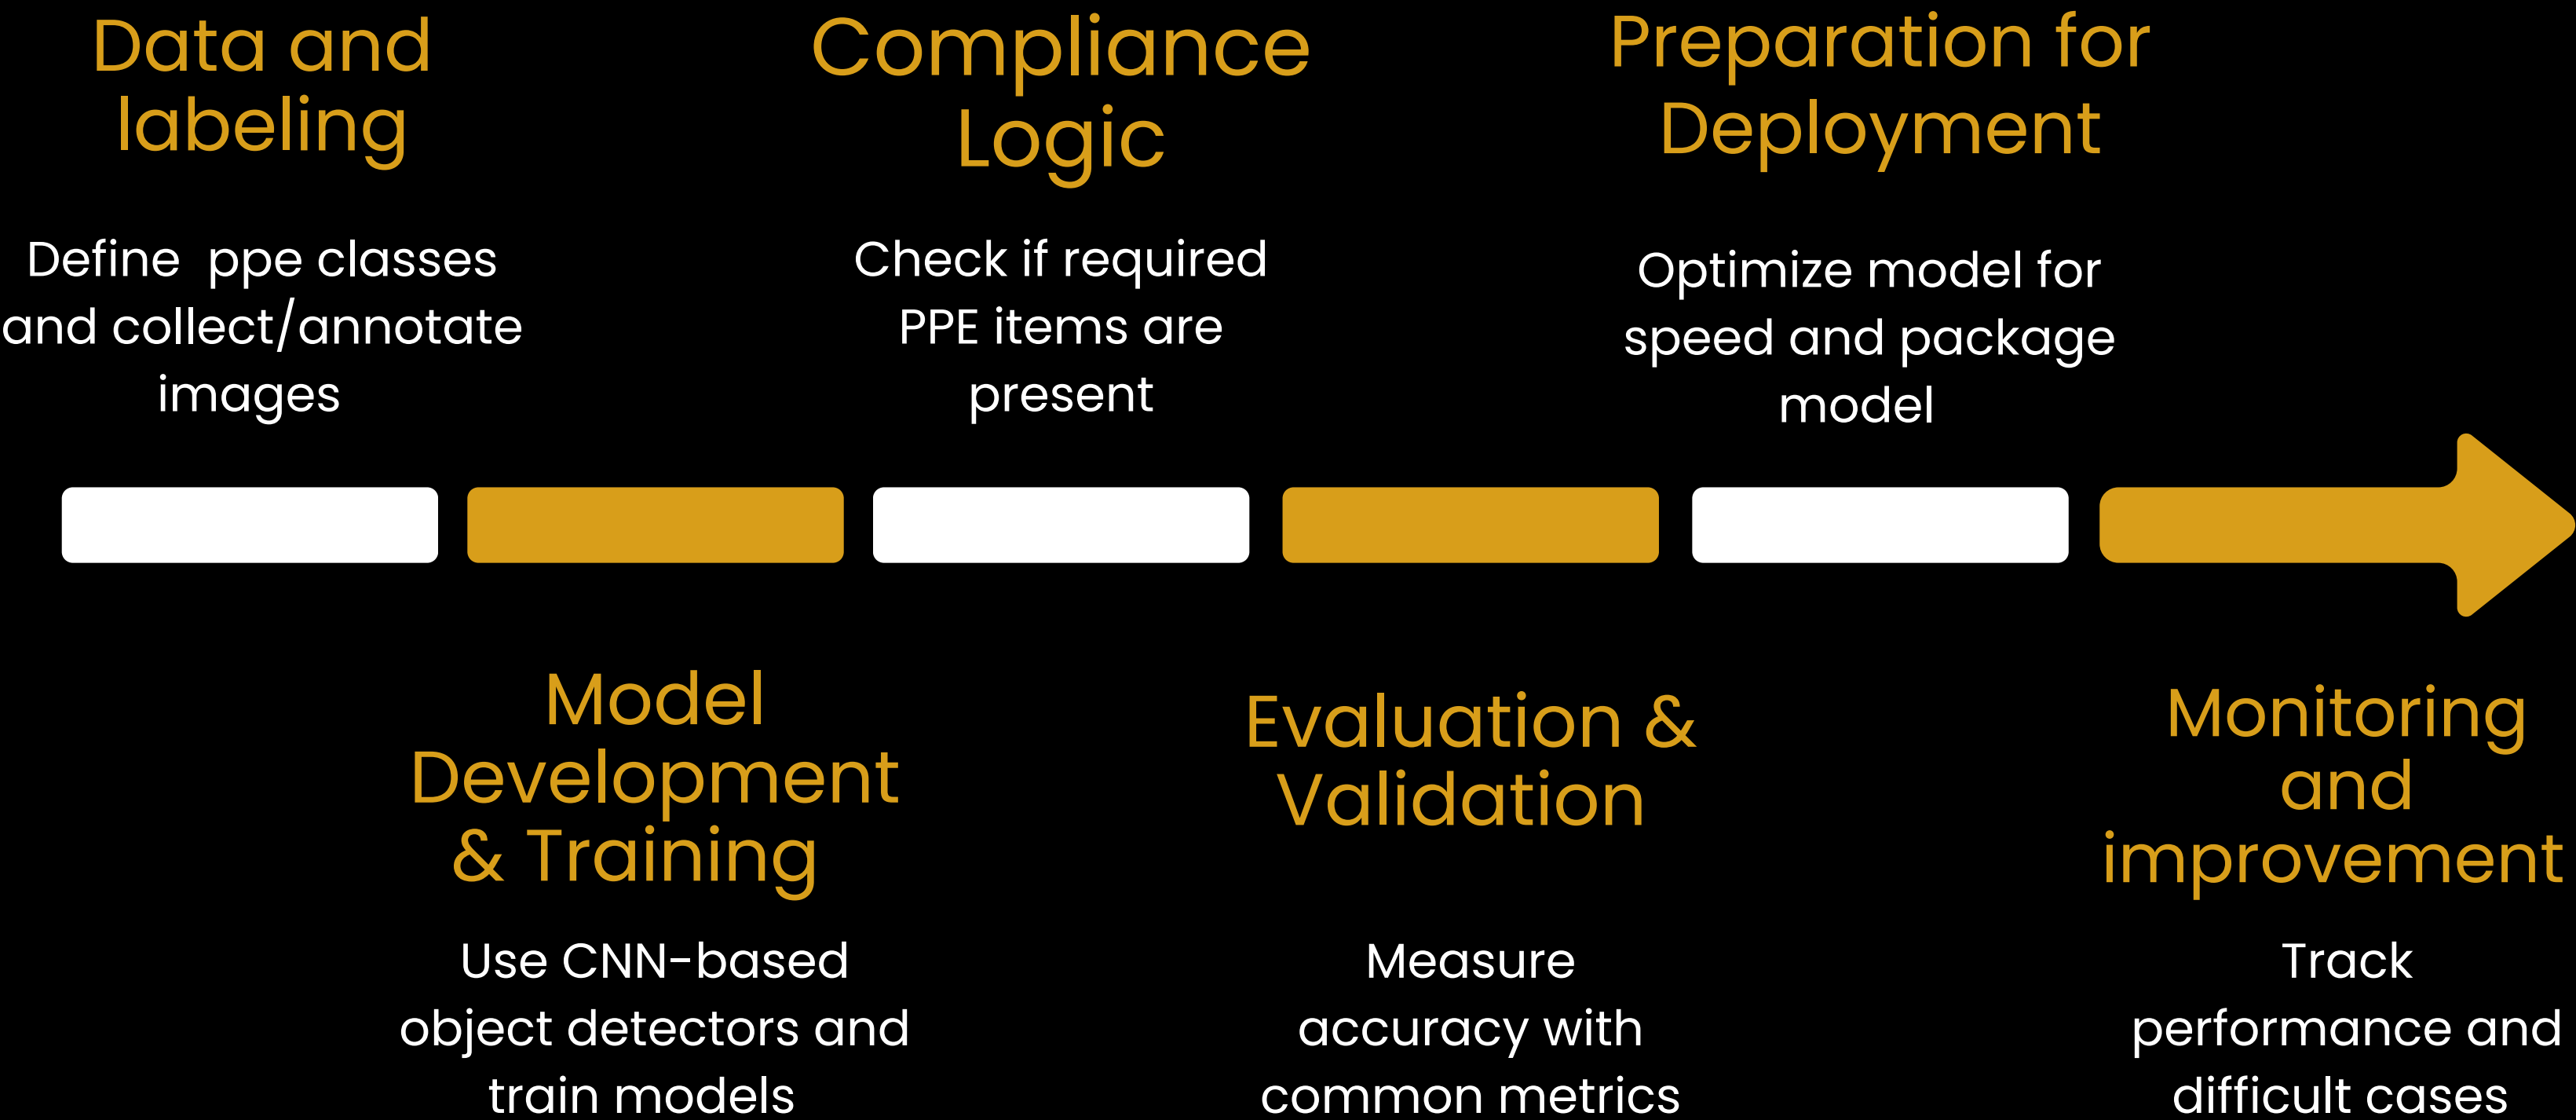 Data and
labeling
Define  ppe classes
and collect/annotate
images
Compliance
Logic
Check if required
PPE items are
present
Preparation for
Deployment
Optimize model for
speed and package
model
Model
Development
& Training
Use CNN-based
object detectors and
train models
Evaluation &
Validation
Measure
accuracy with
common metrics
Monitoring
and
improvement
Track
performance and
difficult cases